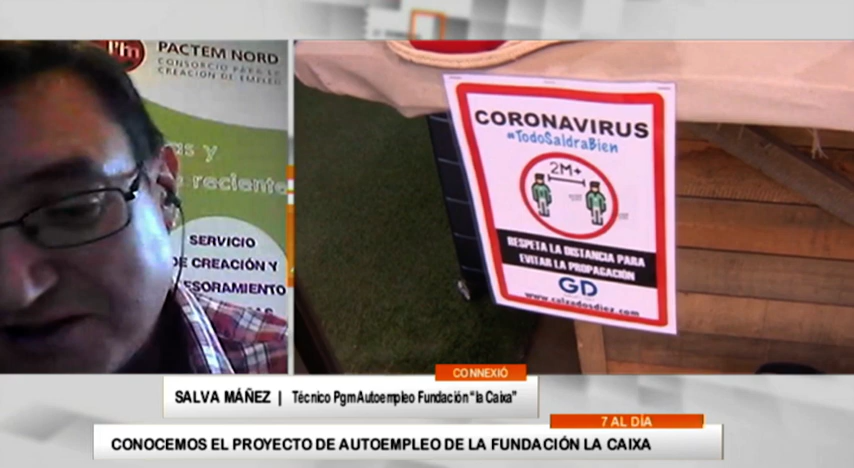 PACTEM NORD
CONSORCIO PARA LA
CREACIÓN DE EMPLEO
as y
reciente
SERVICIO
DE CREACIÓN Y
ASESORAMIENTO
CORONAVIRUS
#TodoSaldraBien
2M+
RESPETA LA DISTANCIA PARA
EVITAR LA PROPAGACIÓN
GD
www.calzadosdiez.com
CONNEXIÓ
SALVA MÁÑEZ | Técnico Pgm Autoempleo Fundación "la Caixa"
7 AL DÍA
CONOCEMOS EL PROYECTO DE AUTOEMPLEO DE LA FUNDACIÓN LA CAIXA